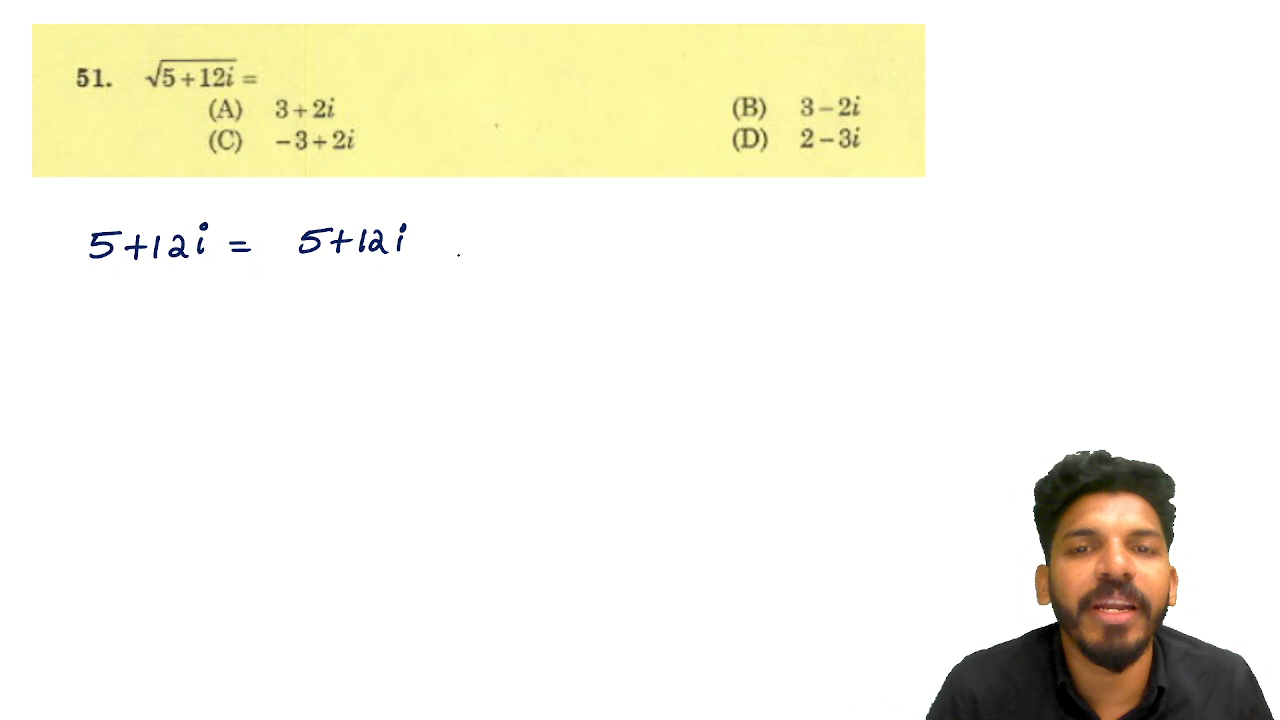 51. √5+12i =
(A) 3+2i (B) 3−2i
(C) −3+2i (D) 2−3i
5+12i = 5+12i